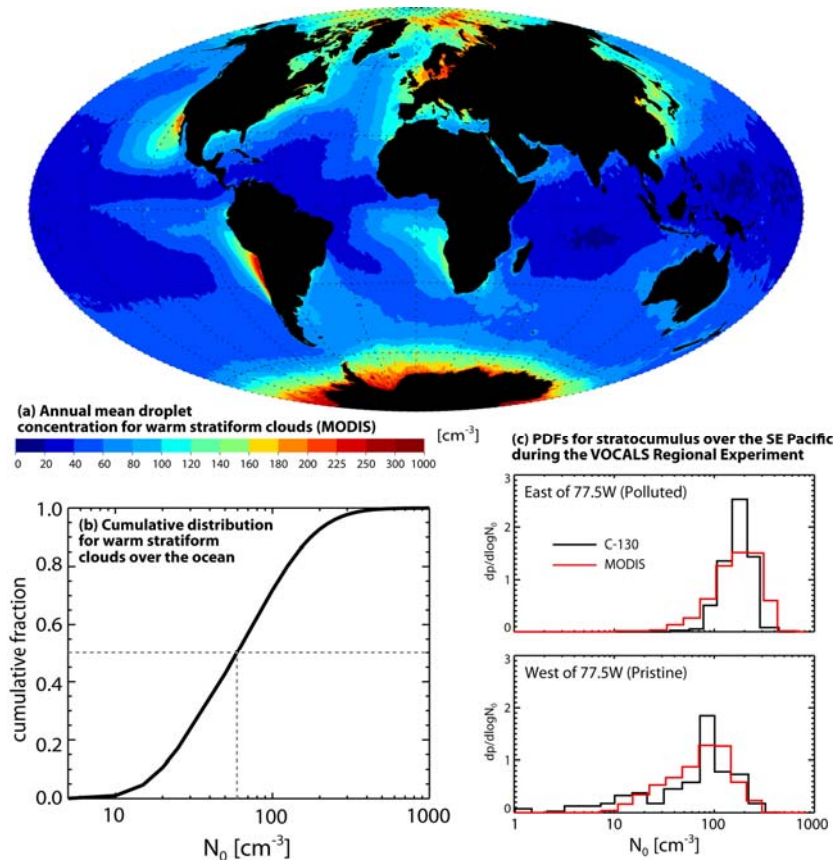 (a) Annual mean droplet
concentration for warm stratiform clouds (MODIS)
[cm-3]
0 20 40 60 80 100 120 140 160 180 200 225 250 300 1000
(b) Cumulative distribution
for warm stratiform
clouds over the ocean
cumulative fraction
1.0
0.8
0.6
0.4
0.2
0.0
10 100 1000
N0 [cm-3]
(c) PDFs for stratocumulus over the SE Pacific
during the VOCALS Regional Experiment
East of 77.5W (Polluted)
C-130
MODIS
dp/dlogN0
3
2
1
0
10 100 1000
West of 77.5W (Pristine)
dp/dlogN0
3
2
1
0
1 10 100 1000
N0 [cm-3]